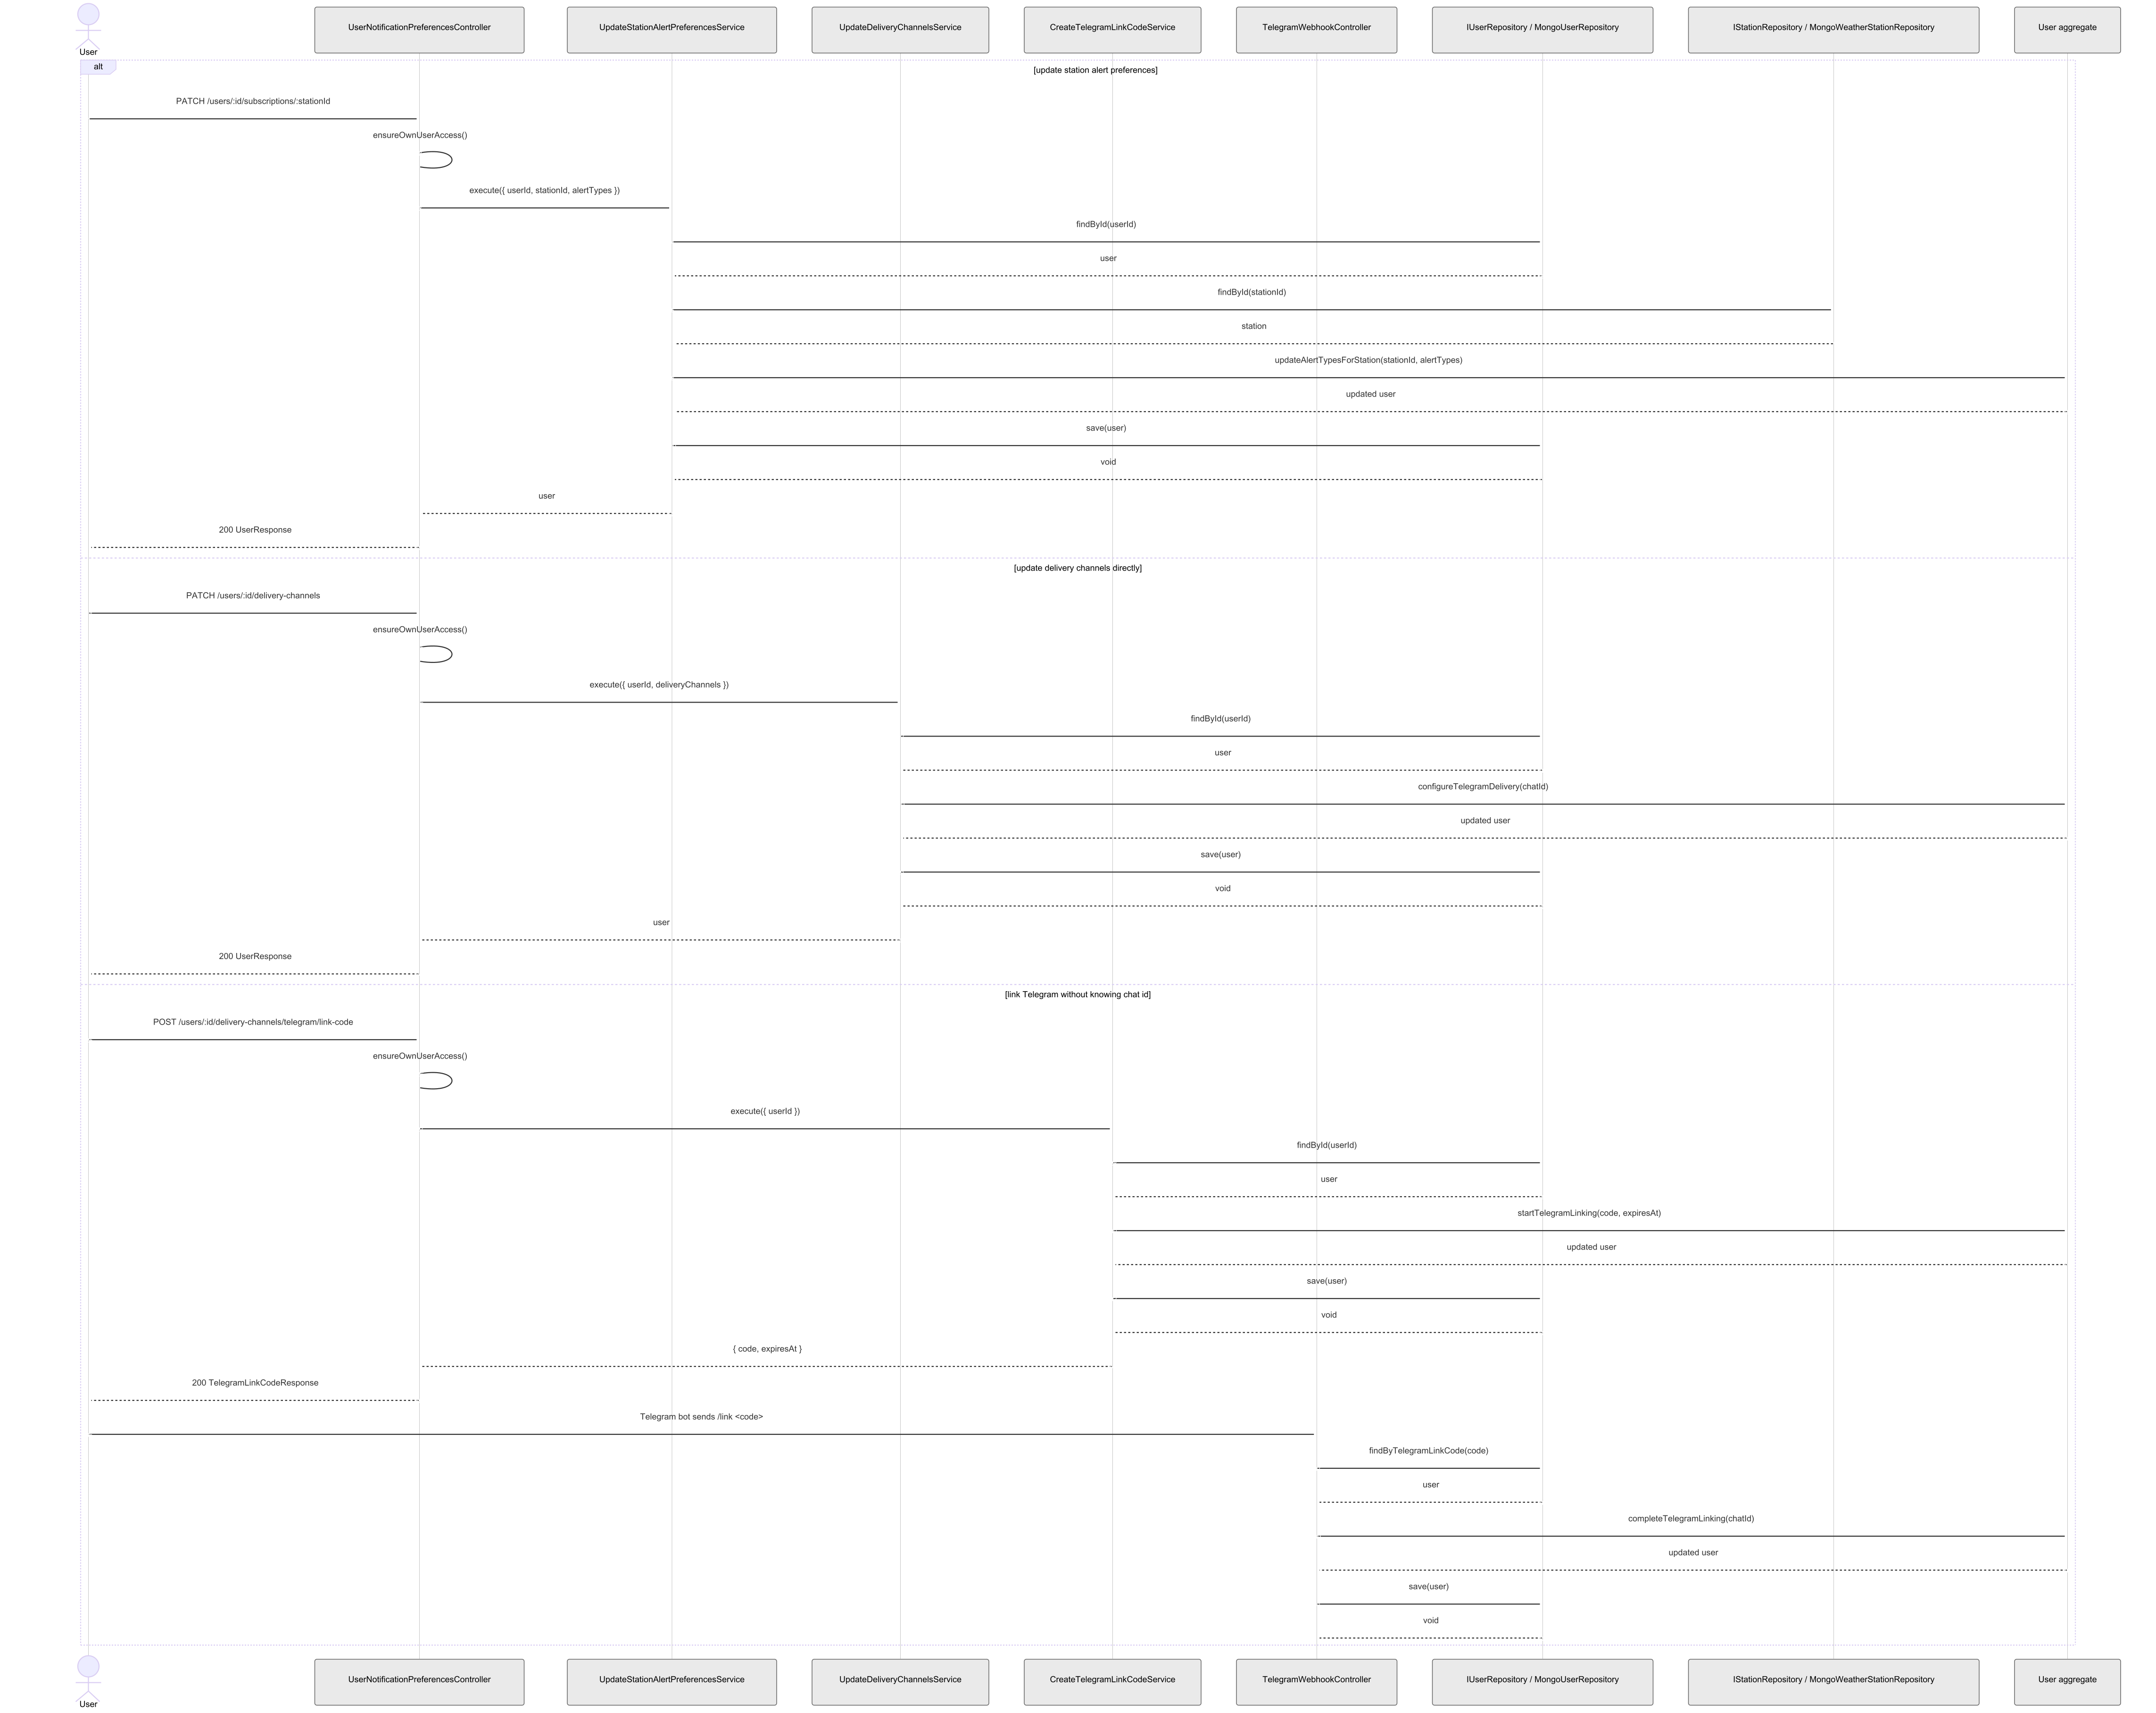 User
UserNotificationPreferencesController
UpdateStationAlertPreferencesService
UpdateDeliveryChannelsService
CreateTelegramLinkCodeService
TelegramWebhookController
IUserRepository / MongoUserRepository
IStationRepository / MongoWeatherStationRepository
User aggregate
alt
[update station alert preferences]
PATCH /users/:id/subscriptions/:stationId
ensureOwnUserAccess()
execute({ userId, stationId, alertTypes })
findById(userId)
user
findById(stationId)
station
updateAlertTypesForStation(stationId, alertTypes)
updated user
save(user)
void
user
200 UserResponse
[update delivery channels directly]
PATCH /users/:id/delivery-channels
ensureOwnUserAccess()
execute({ userId, deliveryChannels })
findById(userId)
user
configureTelegramDelivery(chatId)
updated user
save(user)
void
user
200 UserResponse
[link Telegram without knowing chat id]
POST /users/:id/delivery-channels/telegram/link-code
ensureOwnUserAccess()
execute({ userId })
findById(userId)
user
startTelegramLinking(code, expiresAt)
updated user
save(user)
void
{ code, expiresAt }
200 TelegramLinkCodeResponse
Telegram bot sends /link <code>
findByTelegramLinkCode(code)
user
completeTelegramLinking(chatId)
updated user
save(user)
void
User
UserNotificationPreferencesController
UpdateStationAlertPreferencesService
UpdateDeliveryChannelsService
CreateTelegramLinkCodeService
TelegramWebhookController
IUserRepository / MongoUserRepository
IStationRepository / MongoWeatherStationRepository
User aggregate